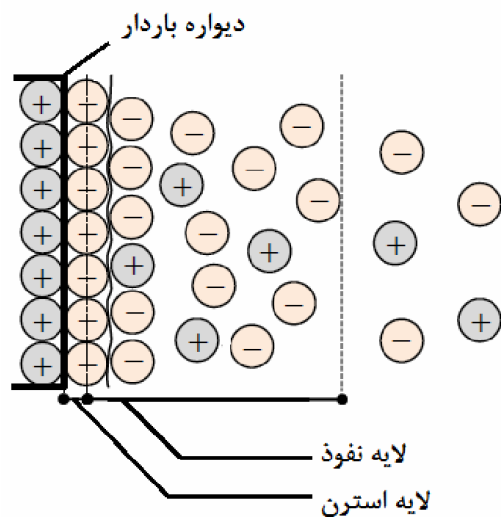 دیواره باردار
لایه نفوذ
لایه استرن